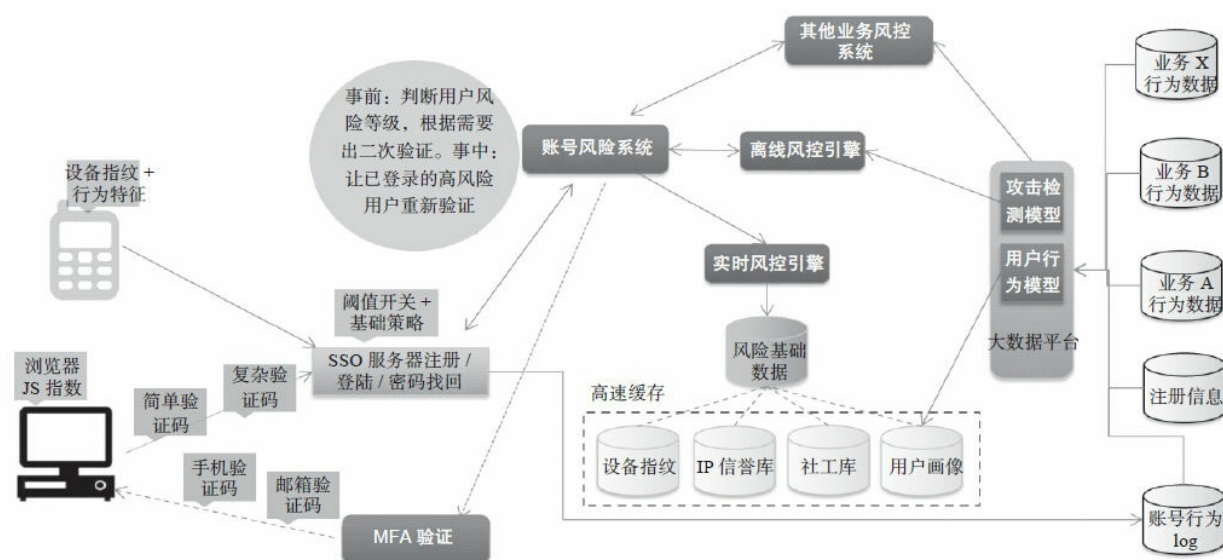 其他业务风控
系统
业务 X
行为数据
事前：判断用户风
险等级，根据需要
出二次验证。事中：
让已登录的高风险
用户重新验证
账号风险系统
离线风控引擎
设备指纹 +
行为特征
攻击检
测模型
业务 B
行为数据
实时风控引擎
用户行
为模型
业务 A
行为数据
阈值开关 +
基础策略
大数据平台
SSO 服务器注册 /
登陆 / 密码找回
风险基础
数据
浏览器
JS 指数
复杂验
证码
简单验
证码
高速缓存
注册信息
设备指纹
IP 信誉库
社工库
用户画像
手机验
证码
邮箱验
证码
MFA 验证
账号行为
log